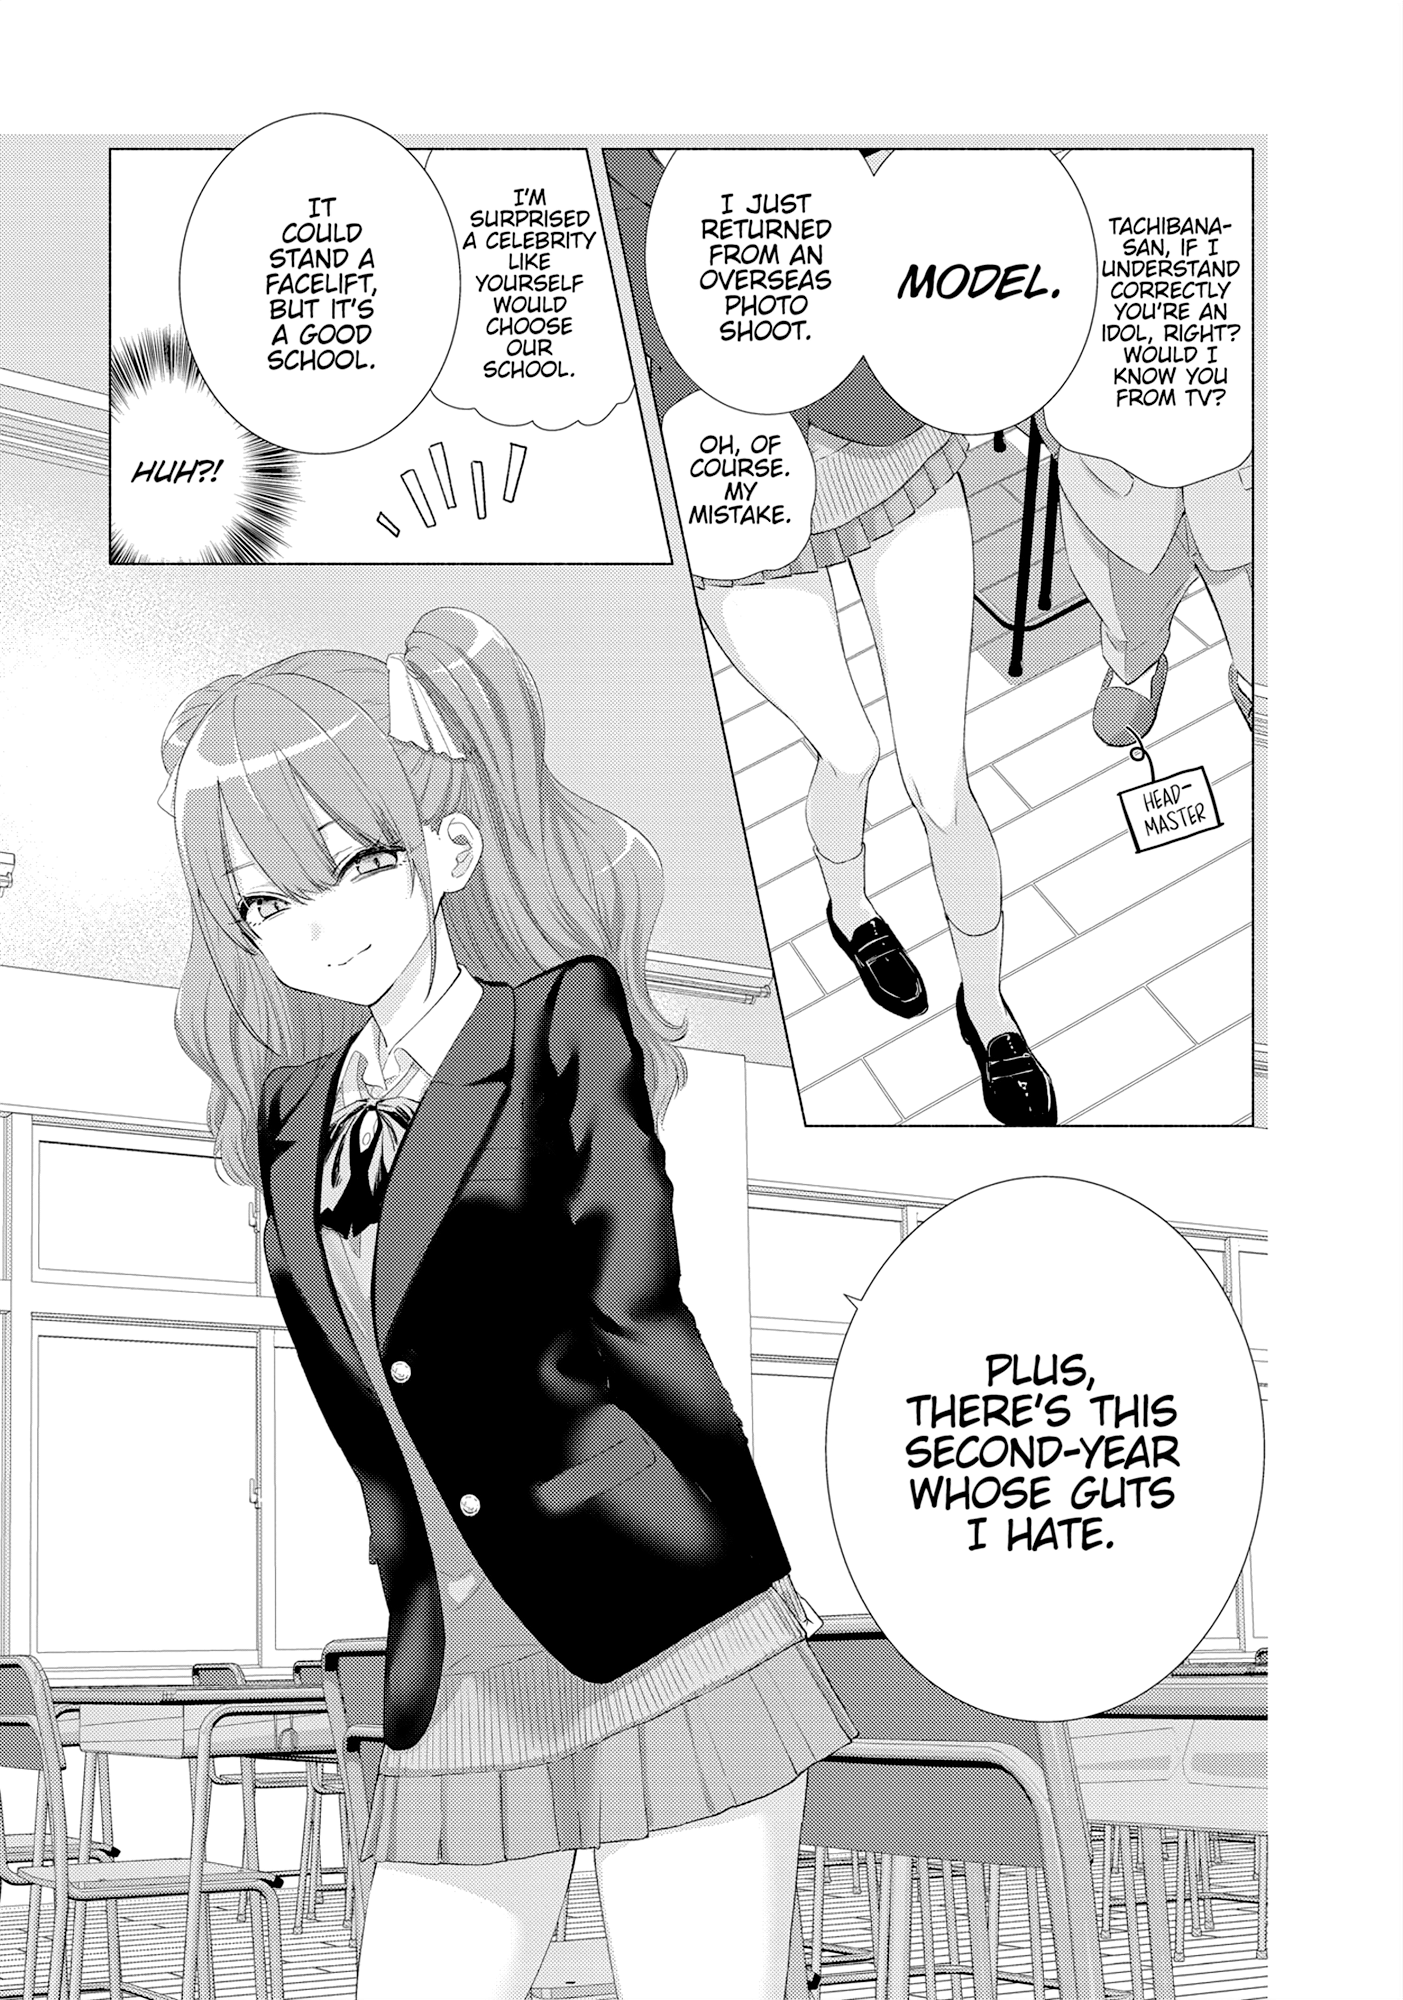 TACHIBANA-
SAN, IF I
UNDERSTAND
CORRECTLY
YOU'RE AN
IDOL, RIGHT?
WOULD I
KNOW YOU
FROM TV?
MODEL.
I JUST
RETURNED
FROM AN
OVERSEAS
PHOTO
SHOOT.
OH, OF
COURSE.
MY
MISTAKE.
HEAD-
MASTER
I'M
SURPRISED
A CELEBRITY
LIKE
YOURSELF
WOULD
CHOOSE
OUR
SCHOOL.
IT
COULD
STAND A
FACELIFT,
BUT IT'S
A GOOD
SCHOOL.
HUH?!
PLUS,
THERE'S THIS
SECOND-YEAR
WHOSE GUTS
I HATE.